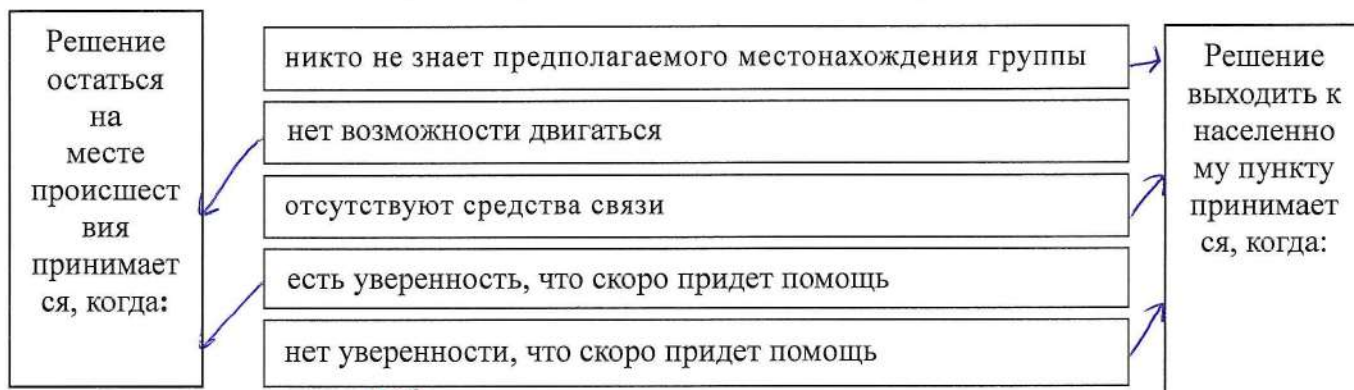 Решение
остаться
на
месте
происшест
вия
принимает
ся, когда:
никто не знает предполагаемого местонахождения группы
нет возможности двигаться
отсутствуют средства связи
есть уверенность, что скоро придет помощь
нет уверенности, что скоро придет помощь
Решение
выходить к
населенно
му пункту
принимает
ся, когда: